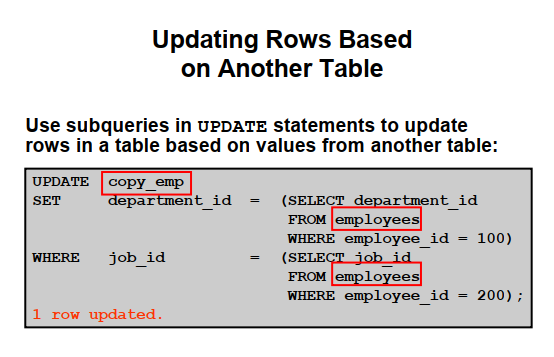 Updating Rows Based
on Another Table
Use subqueries in UPDATE statements to update
rows in a table based on values from another table:
UPDATE copy_emp
SET department_id = (SELECT department_id
FROM employees
WHERE employee_id = 100)
WHERE job_id = (SELECT job_id
FROM employees
WHERE employee_id = 200);
1 row updated.